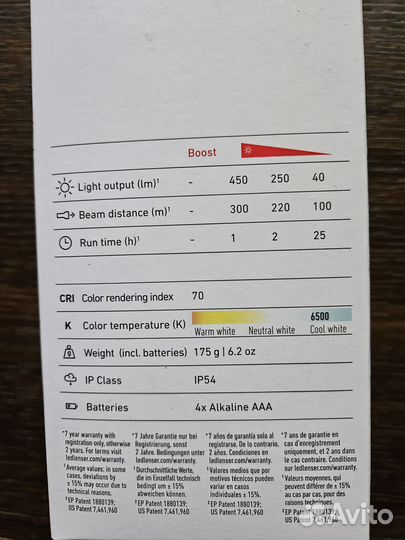 Boost
Light output (lm)¹ - 450 250 40
Beam distance (m)¹ - 300 220 100
Run time (h)¹ - 1 2 25
CRI Color rendering index 70
6500
K Color temperature (K)
Warm white Neutral white Cool white
Weight (incl. batteries) 175 g | 6.2 oz
IP Class IP54
Batteries 4x Alkaline AAA
*7 year warranty with
registration only, otherwise
2 years. For terms visit
ledlenser.com/warranty.
¹Average values; in some
cases, deviations by
± 15% may occur due to
technical reasons.
²EP Patent 1880139;
US Patent 7,461,960
*7 Jahre Garantie nur bei
Registrierung, sonst
2 Jahre. Bedingungen unter
ledlenser.com/warranty.
¹Durchschnittliche Werte,
die im Einzelfall technisch
bedingt um ± 15%
abweichen können.
²EP Patent 1880139;
US Patent 7,461,960
*7 años de garantía solo al
registrarse. De lo contrario,
2 años. Condiciones en
ledlenser.com/warranty.
¹Valores medios que por
motivos técnicos pueden
variar en casos
individuales ± 15%.
²EP Patent 1880139;
US Patent 7,461,960
*7 ans de garantie en
cas d'enregistrement
uniquement, et 2 ans dans
le cas contraire. Conditions
ledlenser.com/warranty.
¹Valeurs moyennes, qui
peuvent différer de ± 15%
au cas par cas, pour des
raisons techniques.
²EP Patent 1880139;
US Patent 7,461,960
Avito